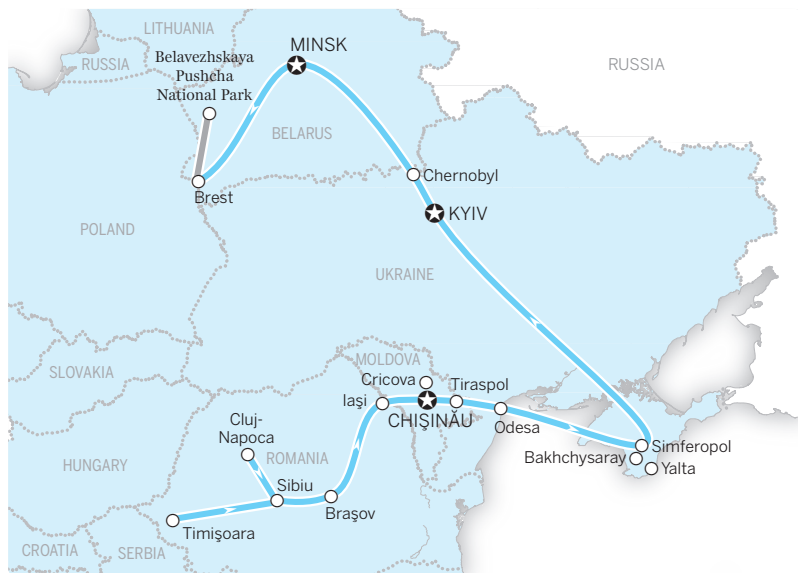 LITHUANIA
MINSK
Belavezhskaya
Pushcha
National Park
RUSSIA
RUSSIA
BELARUS
Chernobyl
Brest
KYIV
POLAND
UKRAINE
MOLDOVA
SLOVAKIA
Cricova
Tiraspol
Iaşi
CHIŞINĂU
Odesa
Cluj-
Napoca
Simferopol
Bakhchysaray
HUNGARY
ROMANIA
Yalta
Sibiu
Braşov
Timişoara
CROATIA
SERBIA